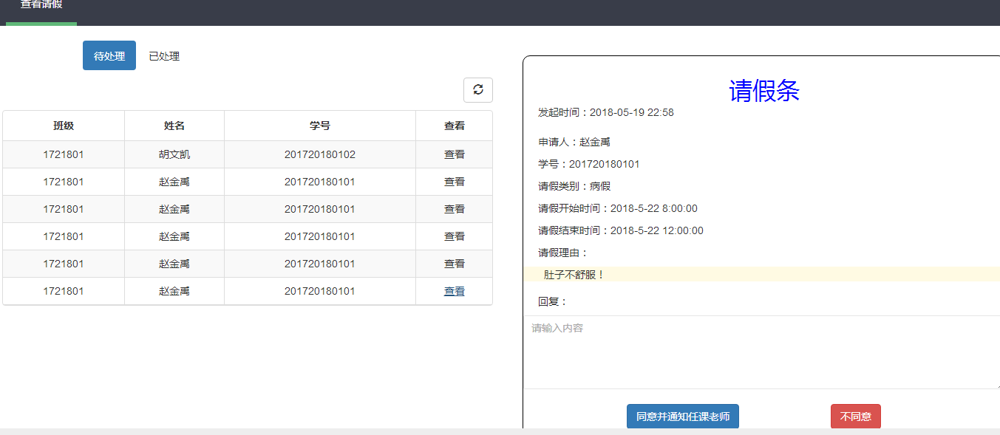 查看请假
待处理 已处理
班级 姓名 学号 查看
1721801 胡文凯 201720180102 查看
1721801 赵金禹 201720180101 查看
1721801 赵金禹 201720180101 查看
1721801 赵金禹 201720180101 查看
1721801 赵金禹 201720180101 查看
1721801 赵金禹 201720180101 查看
请假条
发起时间：2018-05-19 22:58
申请人：赵金禹
学号：201720180101
请假类别：病假
请假开始时间：2018-5-22 8:00:00
请假结束时间：2018-5-22 12:00:00
请假理由：
肚子不舒服！
回复：
请输入内容
同意并通知任课老师 不同意